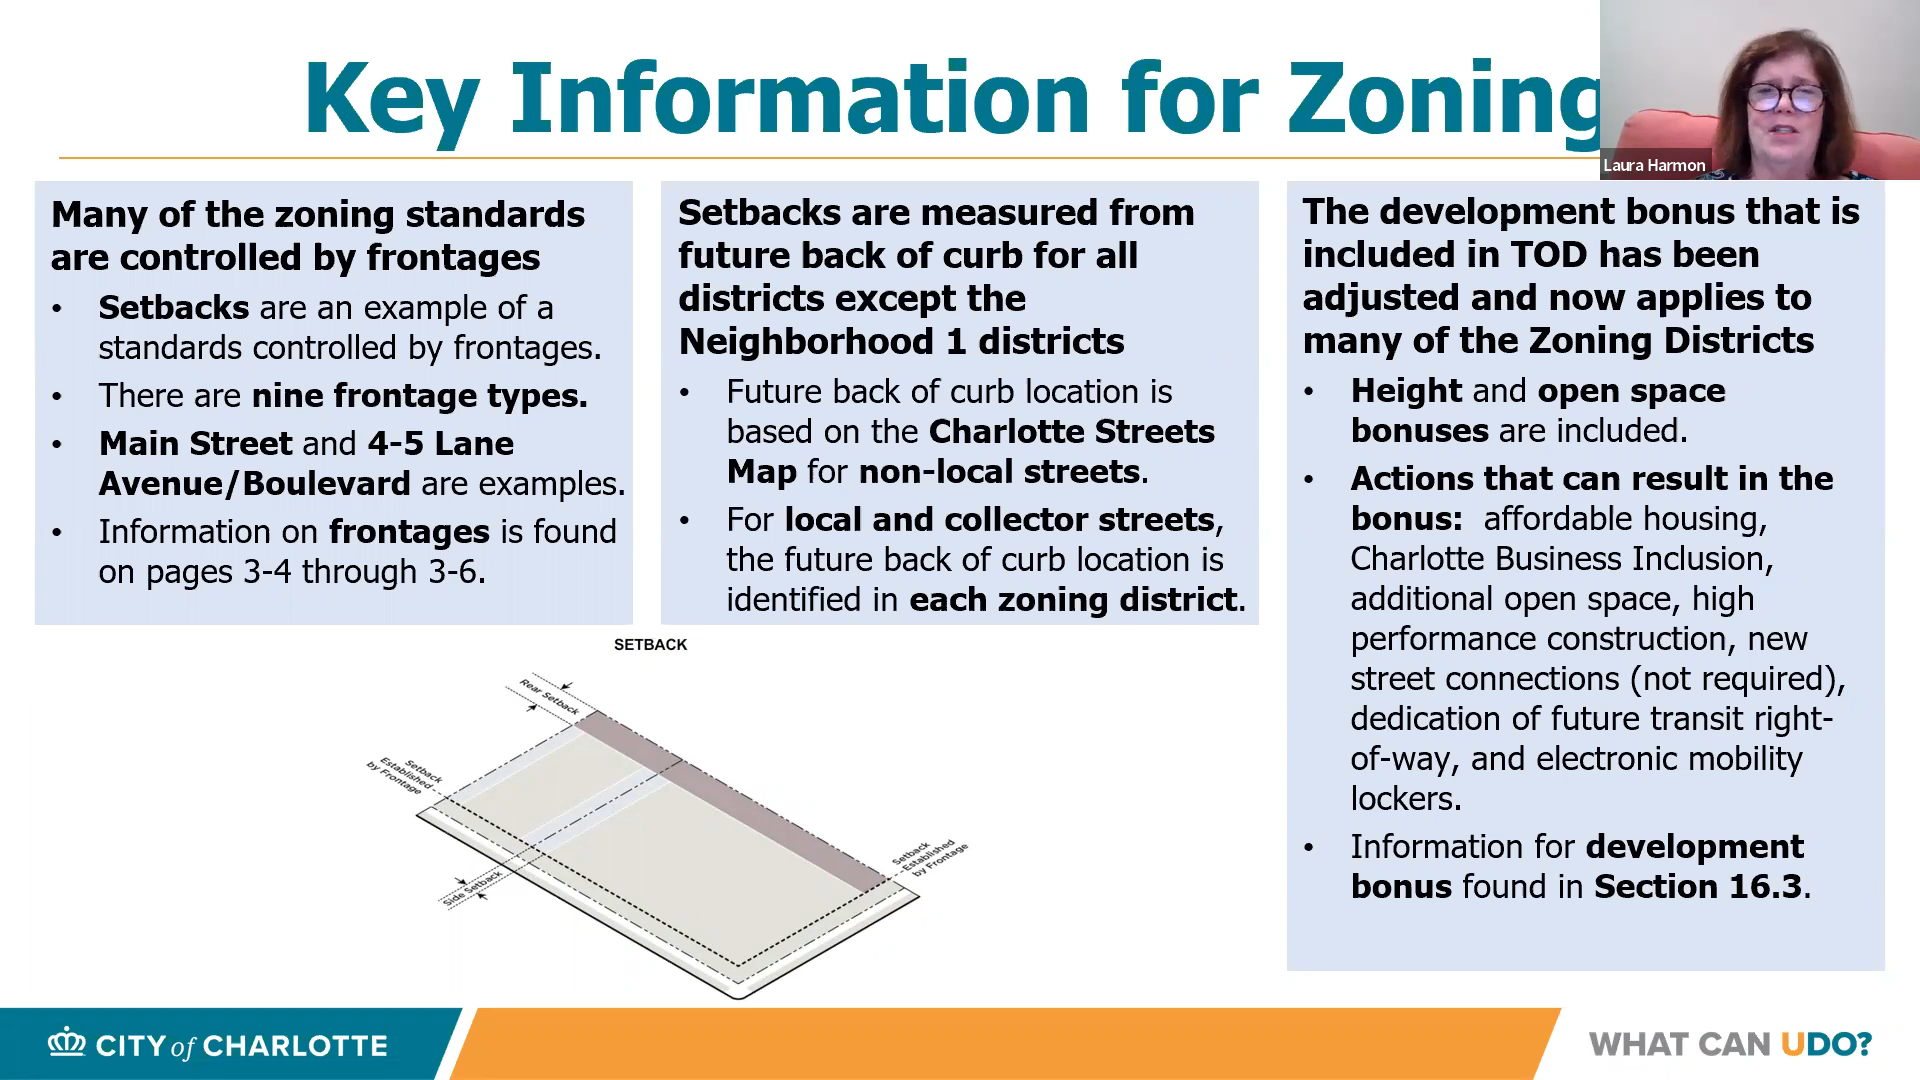 Key Information for Zoning
Laura Harmon
Many of the zoning standards
are controlled by frontages
• Setbacks are an example of a
standards controlled by frontages.
• There are nine frontage types.
• Main Street and 4-5 Lane
Avenue/Boulevard are examples.
• Information on frontages is found
on pages 3-4 through 3-6.
Setbacks are measured from
future back of curb for all
districts except the
Neighborhood 1 districts
• Future back of curb location is
based on the Charlotte Streets
Map for non-local streets.
• For local and collector streets,
the future back of curb location is
identified in each zoning district.
The development bonus that is
included in TOD has been
adjusted and now applies to
many of the Zoning Districts
• Height and open space
bonuses are included.
• Actions that can result in the
bonus: affordable housing,
Charlotte Business Inclusion,
additional open space, high
performance construction, new
street connections (not required),
dedication of future transit right-
of-way, and electronic mobility
lockers.
• Information for development
bonus found in Section 16.3.
SETBACK
Rear Setback
Setback
Established
by Frontage
Side Setback
Setback
Established
by Frontage
CITY of CHARLOTTE
WHAT CAN UDO?